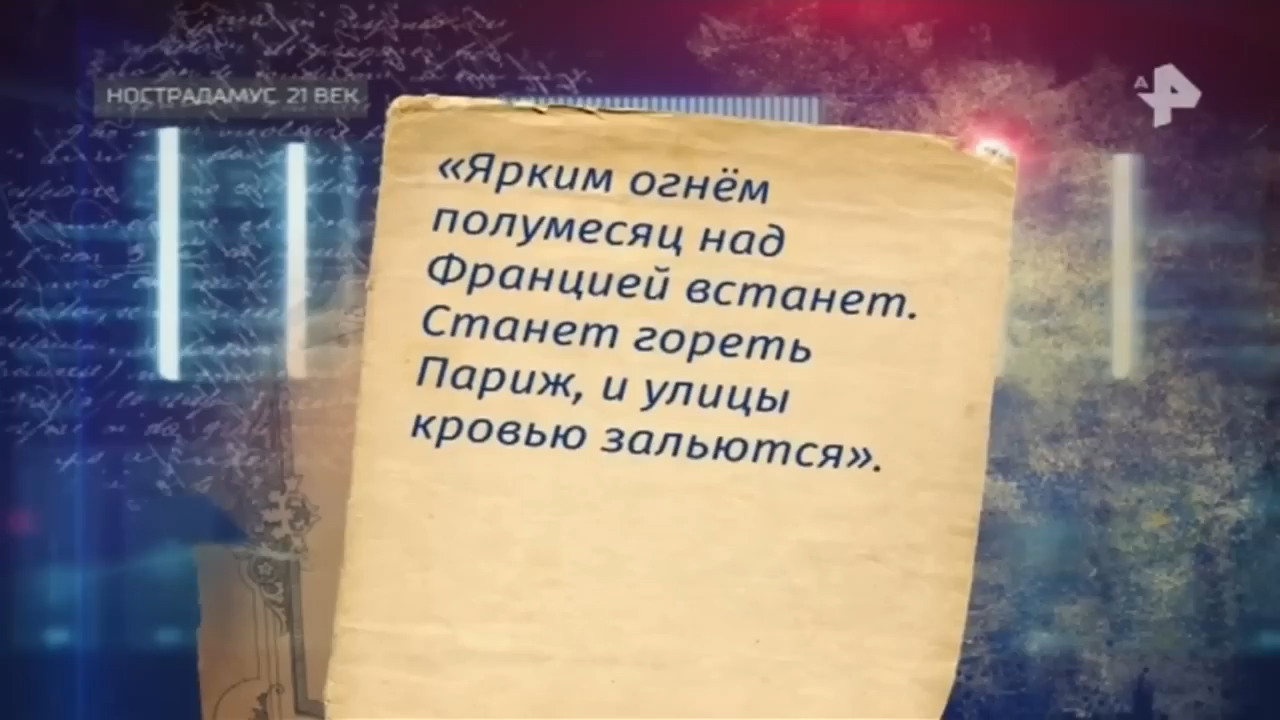 НОСТРАДАМУС. 21 ВЕК
«Ярким огнём
полумесяц над
Францией встанет.
Станет гореть
Париж, и улицы
кровью зальются».